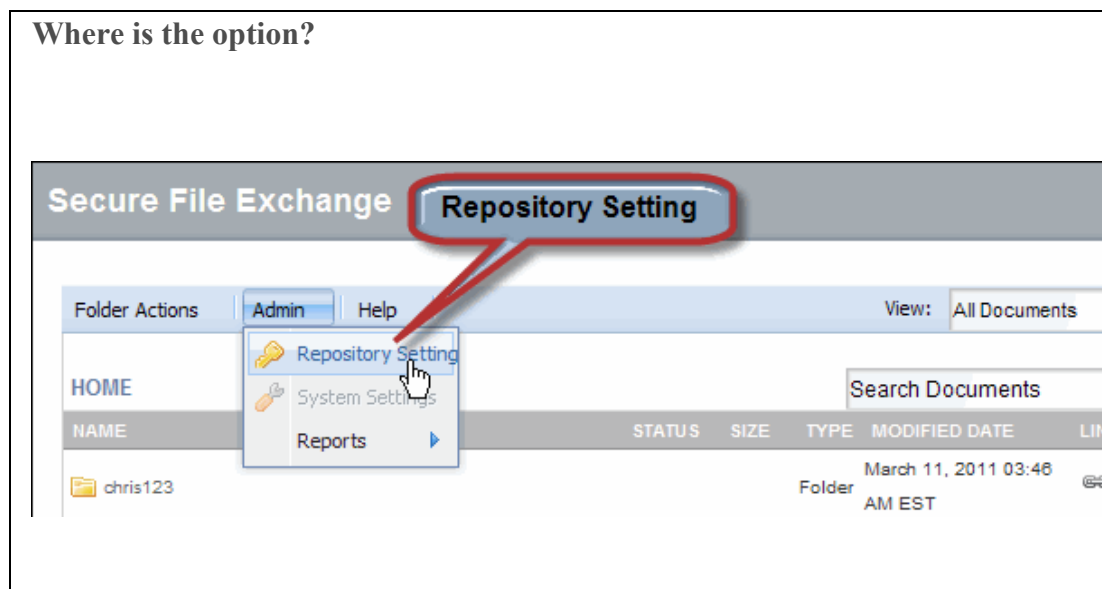 Where is the option?
Secure File Exchange
Repository Setting
Folder Actions Admin Help View: All Documents
Repository Setting
HOME Search Documents
System Settings
NAME STATUS SIZE TYPE MODIFIED DATE
Reports
chris123 Folder March 11, 2011 03:46
AM EST